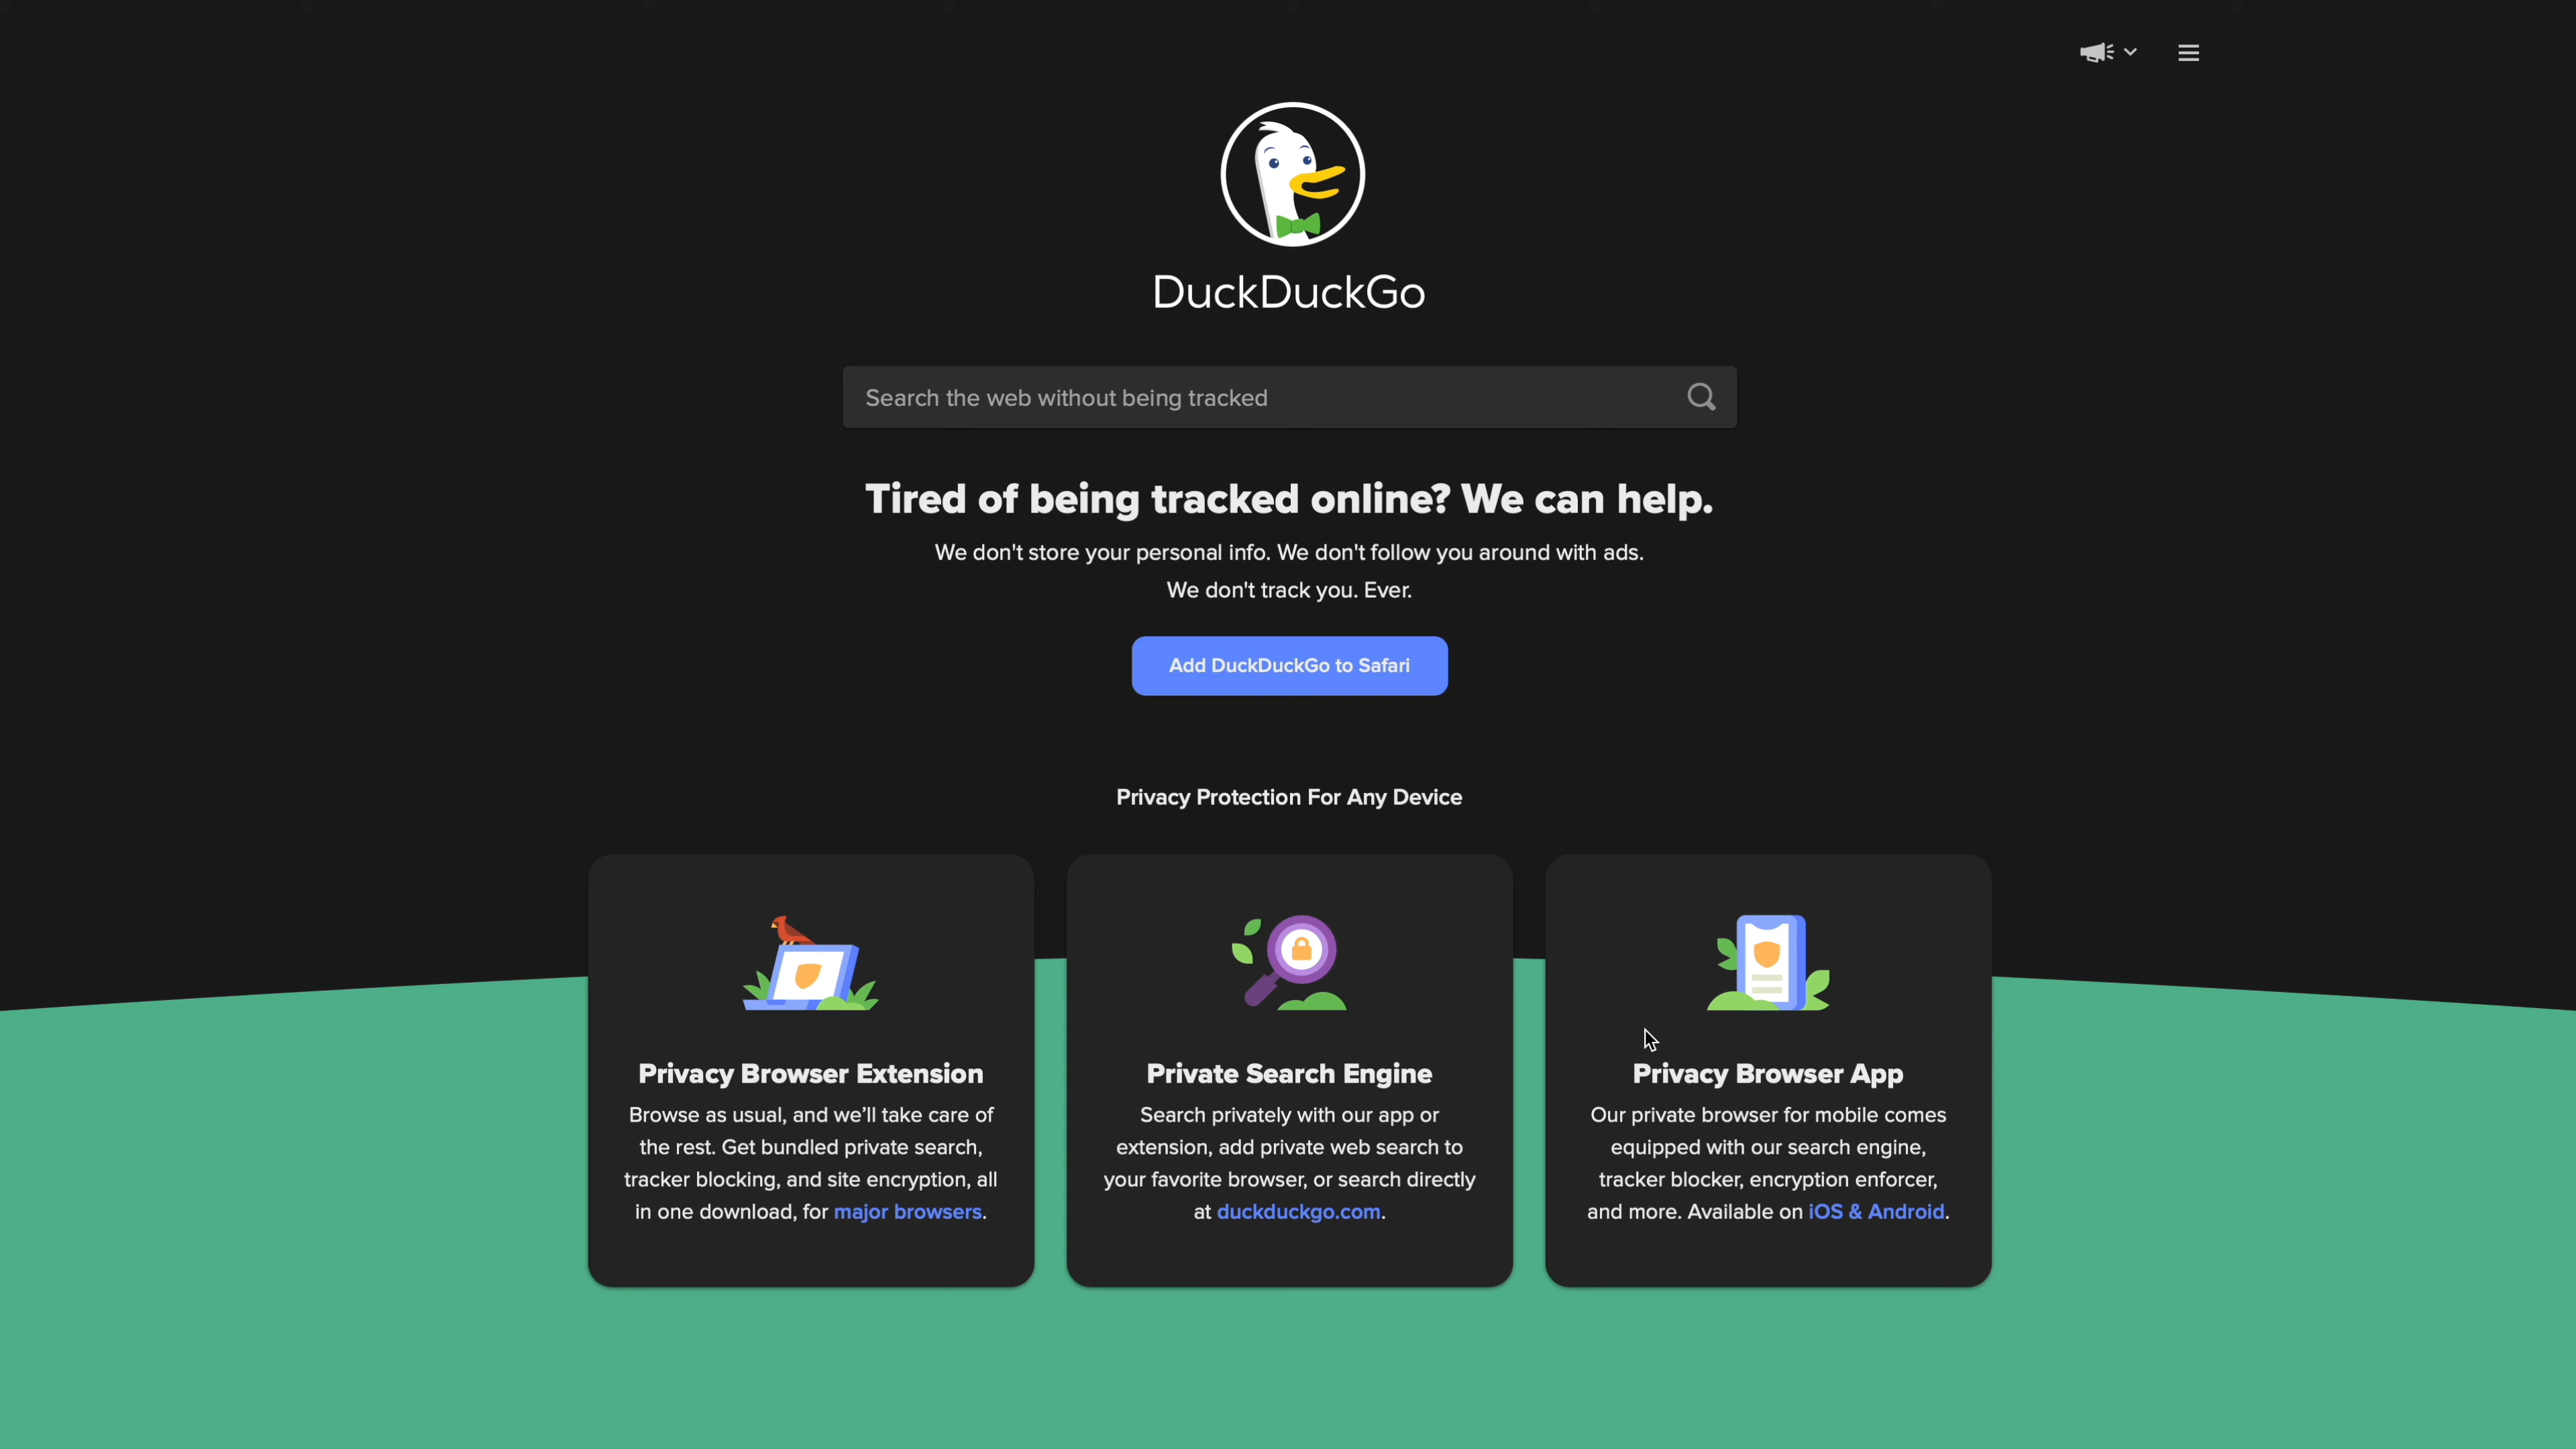 DuckDuckGo
Search the web without being tracked
Tired of being tracked online? We can help.
We don't store your personal info. We don't follow you around with ads.
We don't track you. Ever.
Add DuckDuckGo to Safari
Privacy Protection For Any Device
Privacy Browser Extension
Browse as usual, and we’ll take care of
the rest. Get bundled private search,
tracker blocking, and site encryption, all
in one download, for major browsers.
Private Search Engine
Search privately with our app or
extension, add private web search to
your favorite browser, or search directly
at duckduckgo.com.
Privacy Browser App
Our private browser for mobile comes
equipped with our search engine,
tracker blocker, encryption enforcer,
and more. Available on iOS & Android.